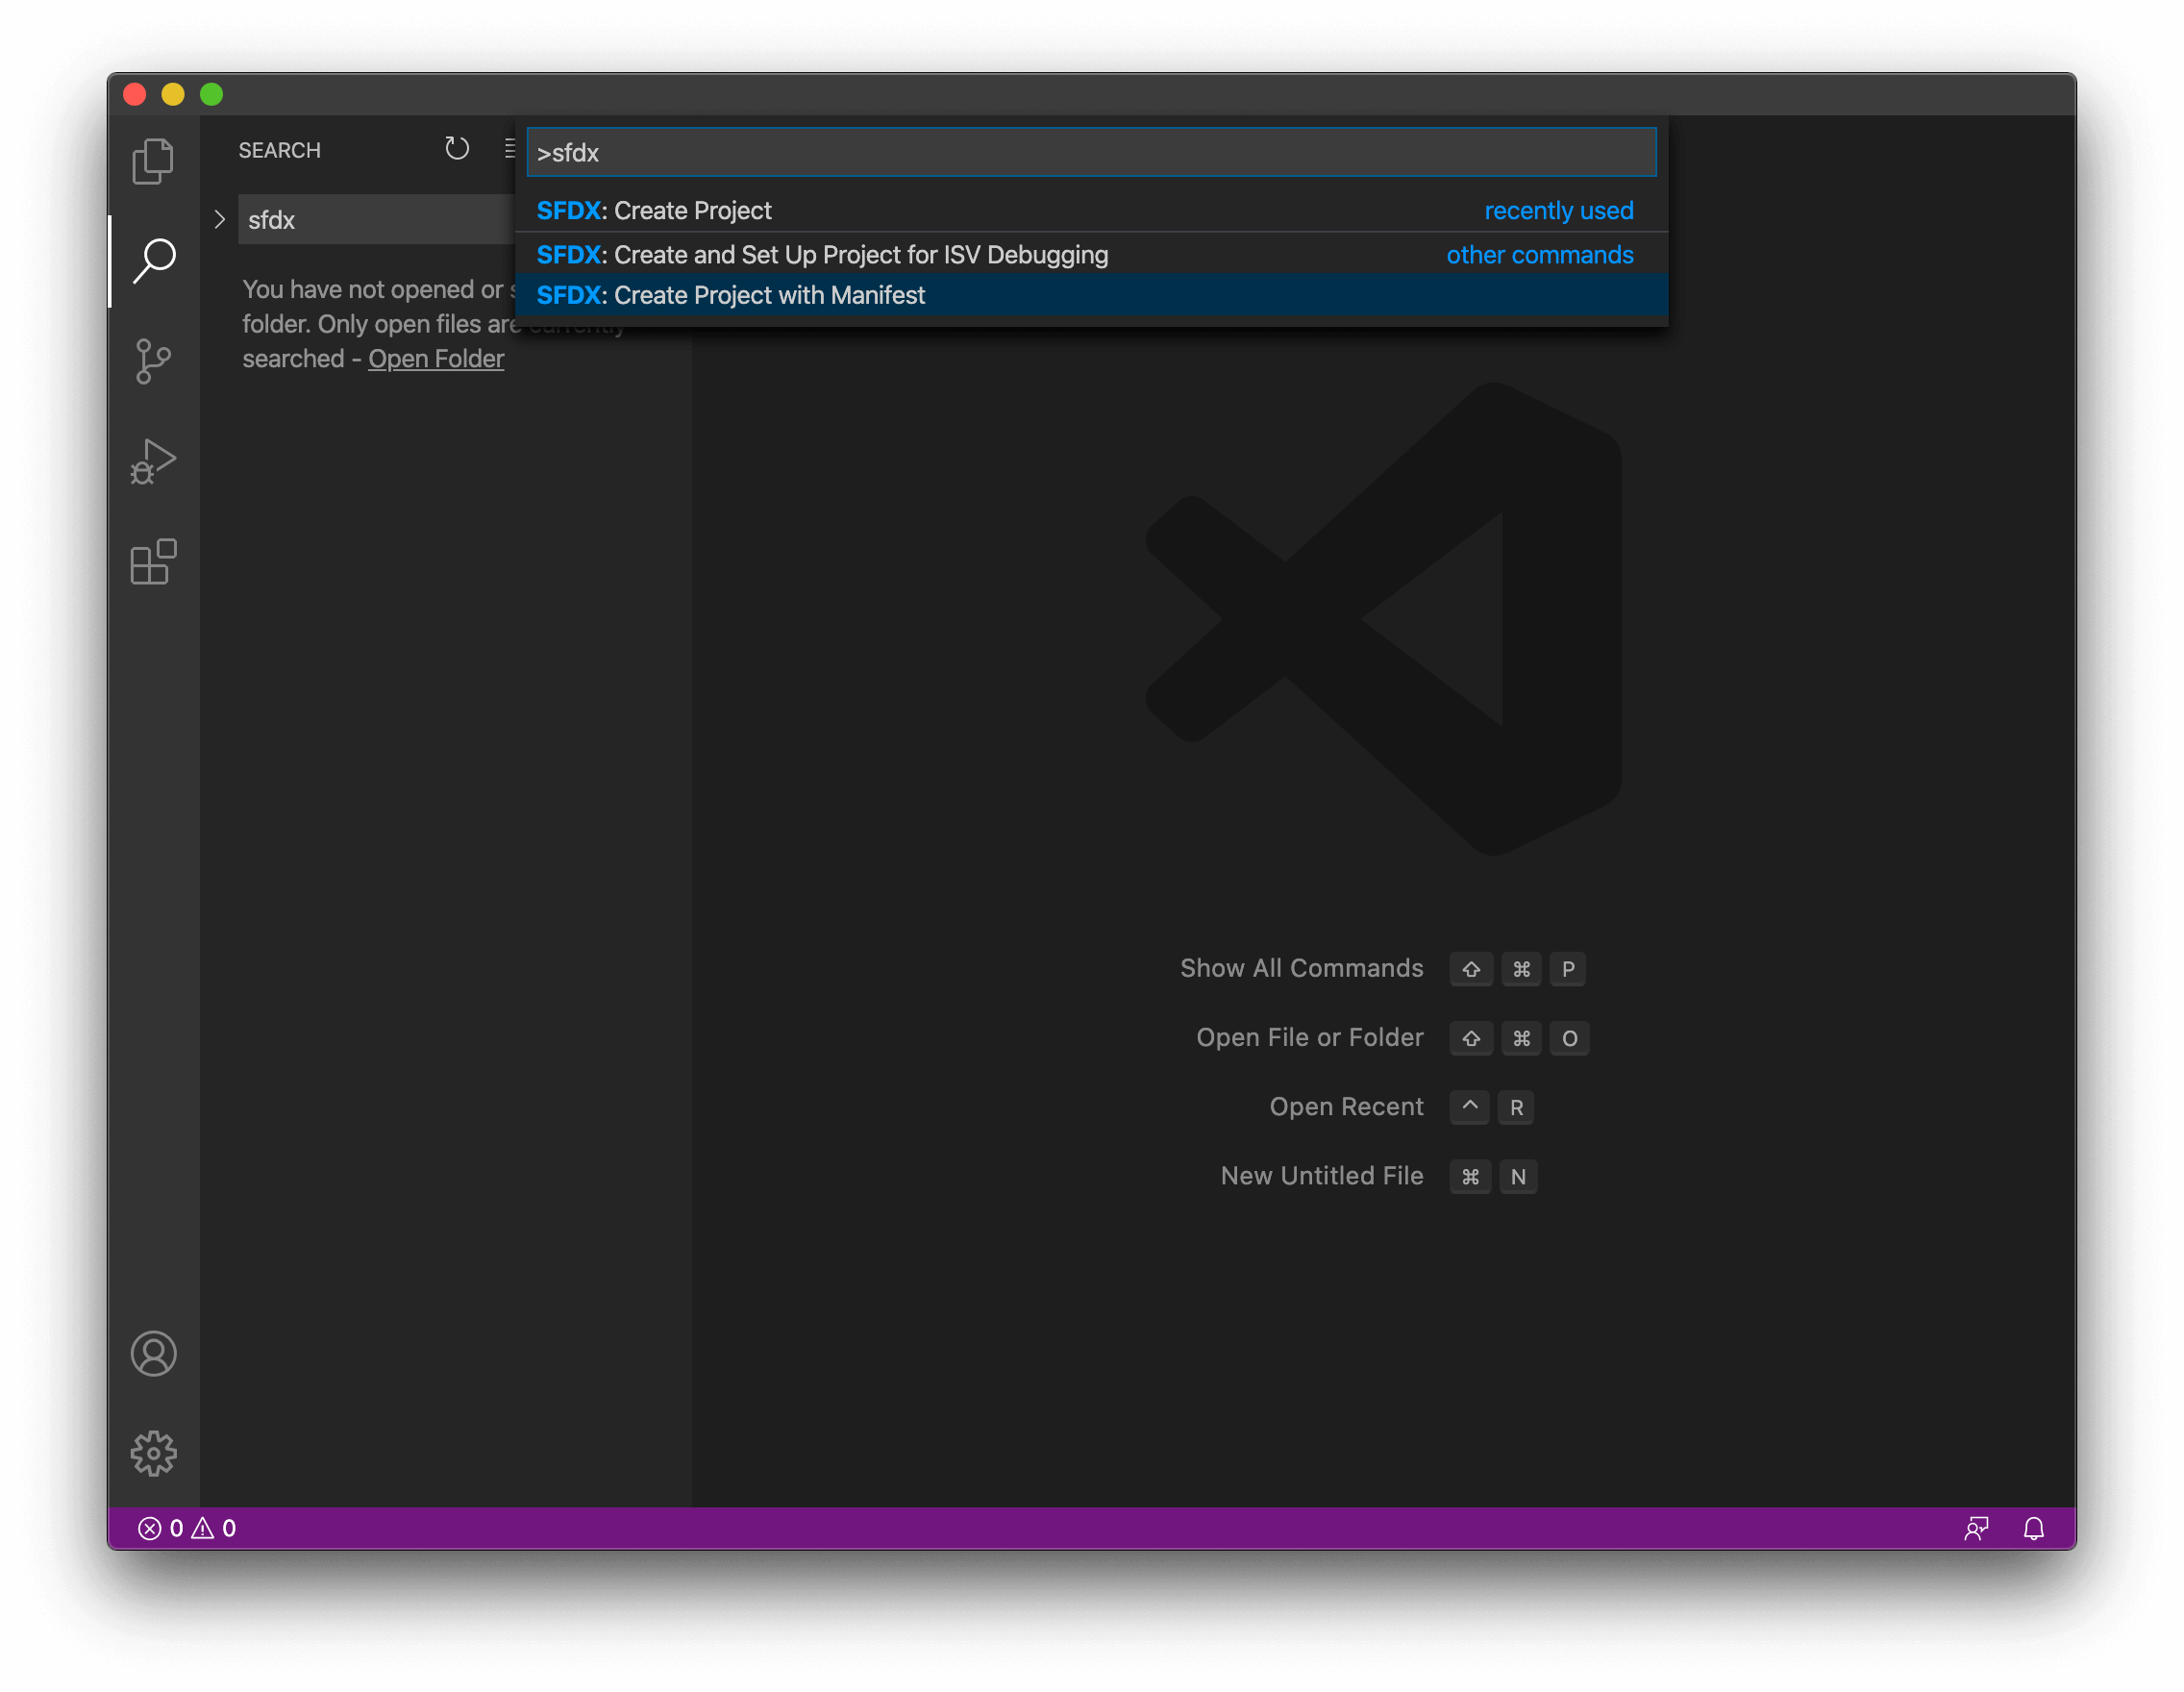 SEARCH
>sfdx
sfdx
SFDX: Create Project recently used
SFDX: Create and Set Up Project for ISV Debugging other commands
SFDX: Create Project with Manifest
You have not opened or
folder. Only open files are currently
searched - Open Folder
Show All Commands ⇧ ⌘ P
Open File or Folder ⇧ ⌘ O
Open Recent ^ R
New Untitled File ⌘ N
0 0